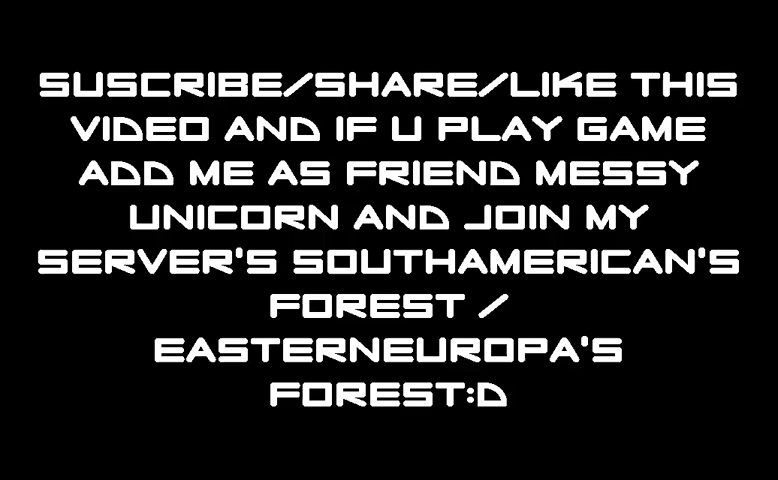 SUSCRIBE/SHARE/LIKE THIS
VIDEO AND IF U PLAY GAME
ADD ME AS FRIEND MESSY
UNICORN AND JOIN MY
SERVER'S SOUTHAMERICAN'S
FOREST /
EASTERNEUROPA'S
FOREST:D